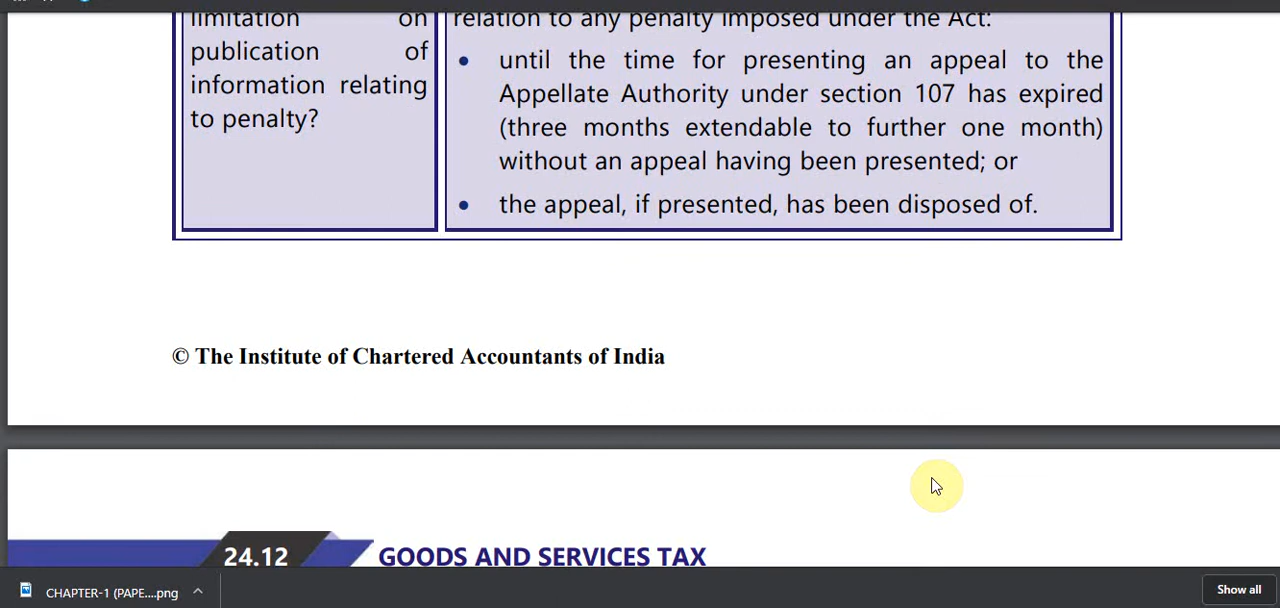 limitation on
publication of
information relating
to penalty?
relation to any penalty imposed under the Act:
• until the time for presenting an appeal to the
Appellate Authority under section 107 has expired
(three months extendable to further one month)
without an appeal having been presented; or
• the appeal, if presented, has been disposed of.
© The Institute of Chartered Accountants of India
24.12 GOODS AND SERVICES TAX
CHAPTER-1 (PAPE....png
Show all